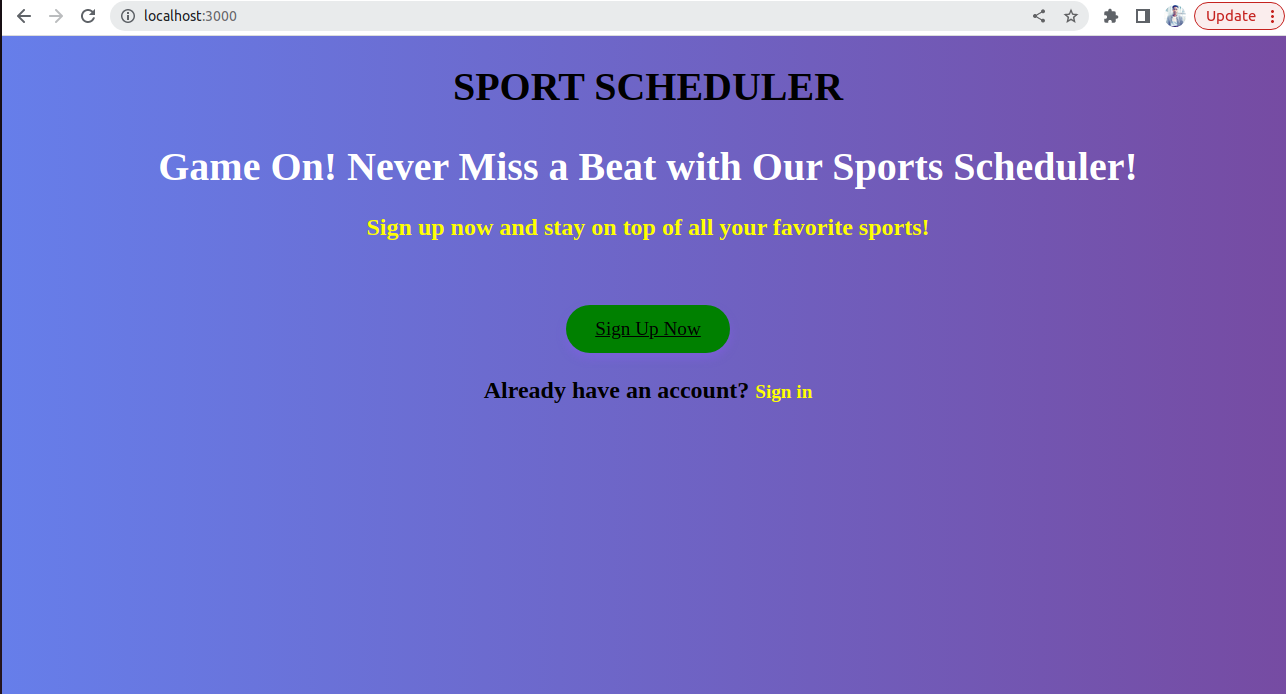 localhost:3000
Update
SPORT SCHEDULER
Game On! Never Miss a Beat with Our Sports Scheduler!
Sign up now and stay on top of all your favorite sports!
Sign Up Now
Already have an account? Sign in